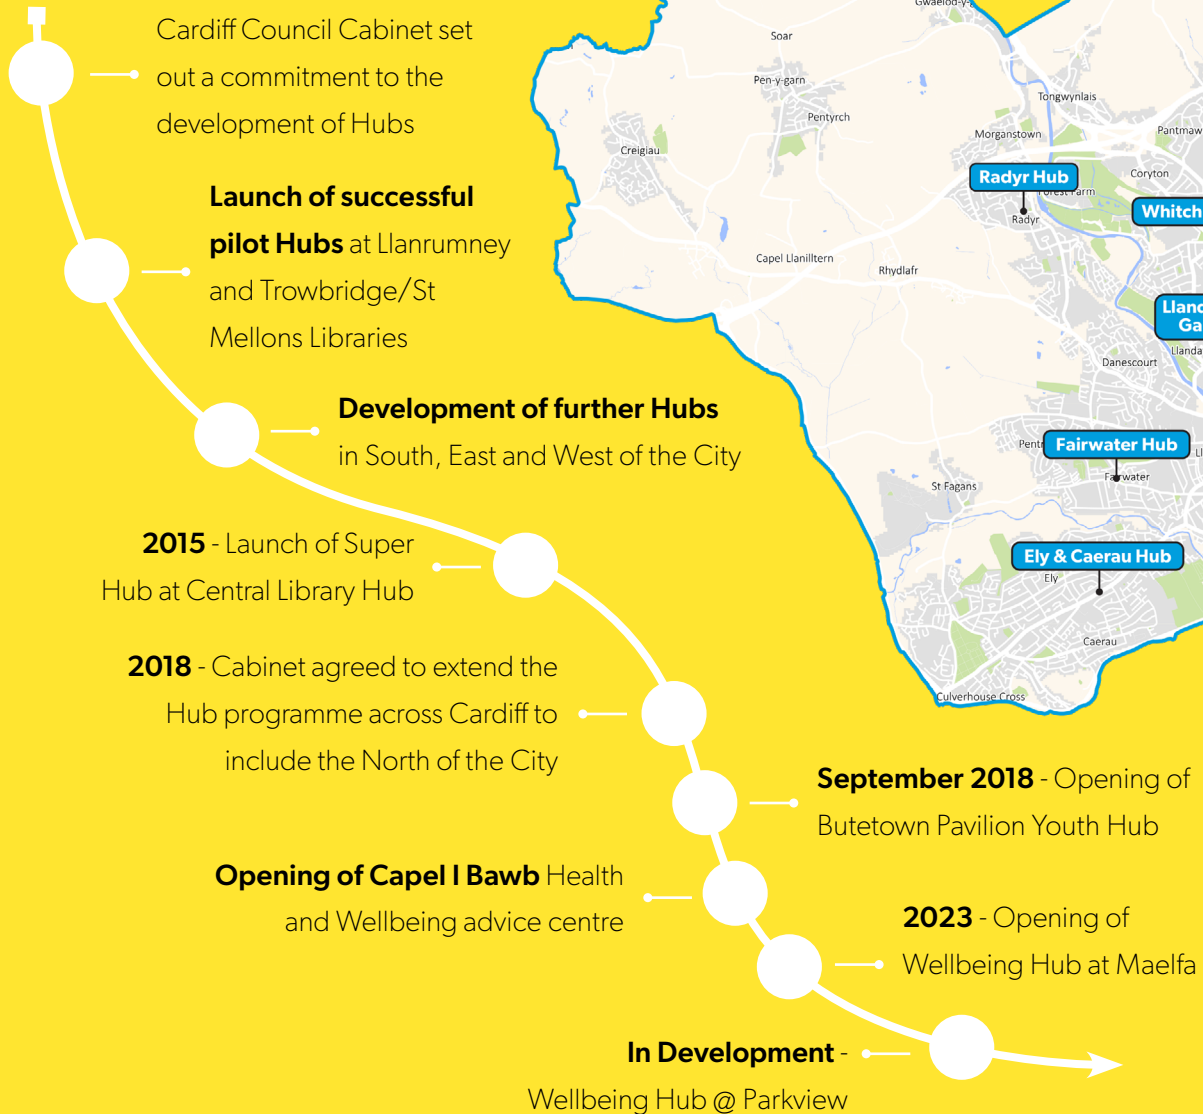 Cardiff Council Cabinet set
out a commitment to the
development of Hubs
Launch of successful
pilot Hubs at Llanrumney
and Trowbridge/St
Mellons Libraries
Development of further Hubs
in South, East and West of the City
2015 - Launch of Super
Hub at Central Library Hub
2018 - Cabinet agreed to extend the
Hub programme across Cardiff to
include the North of the City
September 2018 - Opening of
Butetown Pavilion Youth Hub
Opening of Capel I Bawb Health
and Wellbeing advice centre
2023 - Opening of
Wellbeing Hub at Maelfa
In Development -
Wellbeing Hub @ Parkview
Soar
Pen-y-garn
Tongwynlais
Pentyrch
Morganstown
Pantmaw
Creigiau
Coryton
Radyr Hub
Forest Farm
Radyr
Whitch
Capel Llanilltern
Rhydlafr
Llanc
Ga
Llanda
Danescourt
Pent
Fairwater Hub
Fairwater
St Fagans
Ely & Caerau Hub
Ely
Caerau
Culverhouse Cross